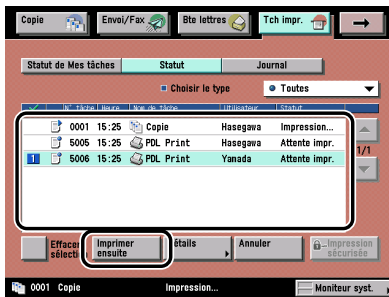 Copie Envoi/Fax Bte lettres Tch impr.
Statut de Mes tâches Statut Journal
Choisir le type Toutes
N° tâche Heure Nom de tâche Utilisateur Statut
0001 15:25 Copie Hasegawa Impression...
5005 15:25 PDL Print Hasegawa Attente impr.
1/1
1 5006 15:25 PDL Print Yamada Attente impr.
Effacer Imprimer étails Annuler Impression
sélection ensuite sécurisée
0001 Copie Impression... Moniteur syst.